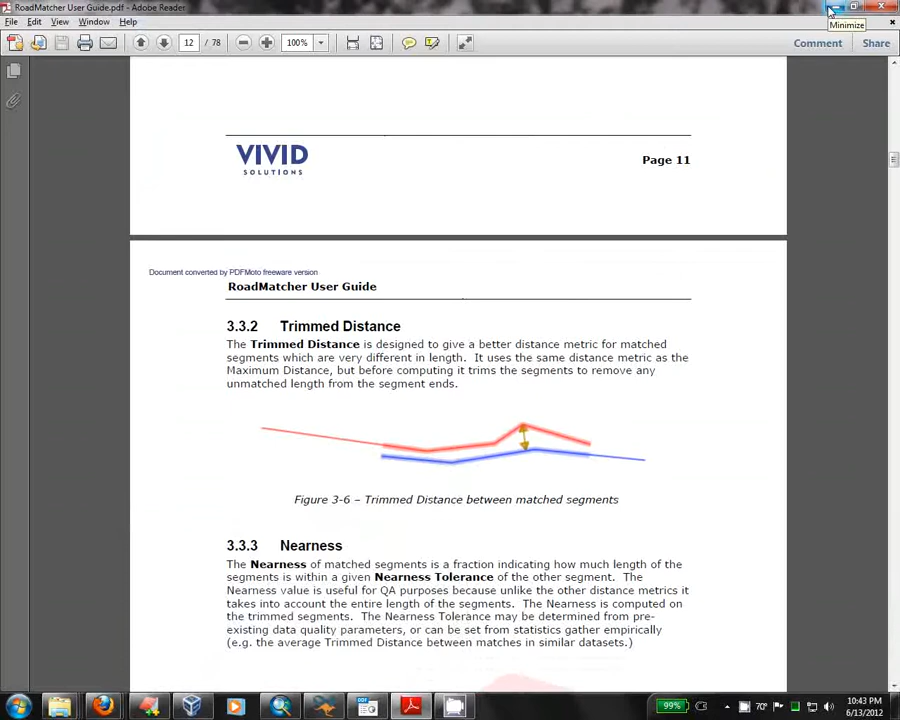 RoadMatcher User Guide.pdf - Adobe Reader
Minimize
File Edit View Window Help
12 / 78 100% Comment Share
VIVID
SOLUTIONS
Page 11
Document converted by PDFMoto freeware version
RoadMatcher User Guide
3.3.2 Trimmed Distance
The Trimmed Distance is designed to give a better distance metric for matched
segments which are very different in length. It uses the same distance metric as the
Maximum Distance, but before computing it trims the segments to remove any
unmatched length from the segment ends.
Figure 3-6 – Trimmed Distance between matched segments
3.3.3 Nearness
The Nearness of matched segments is a fraction indicating how much length of the
segments is within a given Nearness Tolerance of the other segment. The
Nearness value is useful for QA purposes because unlike the other distance metrics it
takes into account the entire length of the segments. The Nearness is computed on
the trimmed segments. The Nearness Tolerance may be determined from pre-
existing data quality parameters, or can be set from statistics gather empirically
(e.g. the average Trimmed Distance between matches in similar datasets.)
99% 70° 10:43 PM
6/13/2012